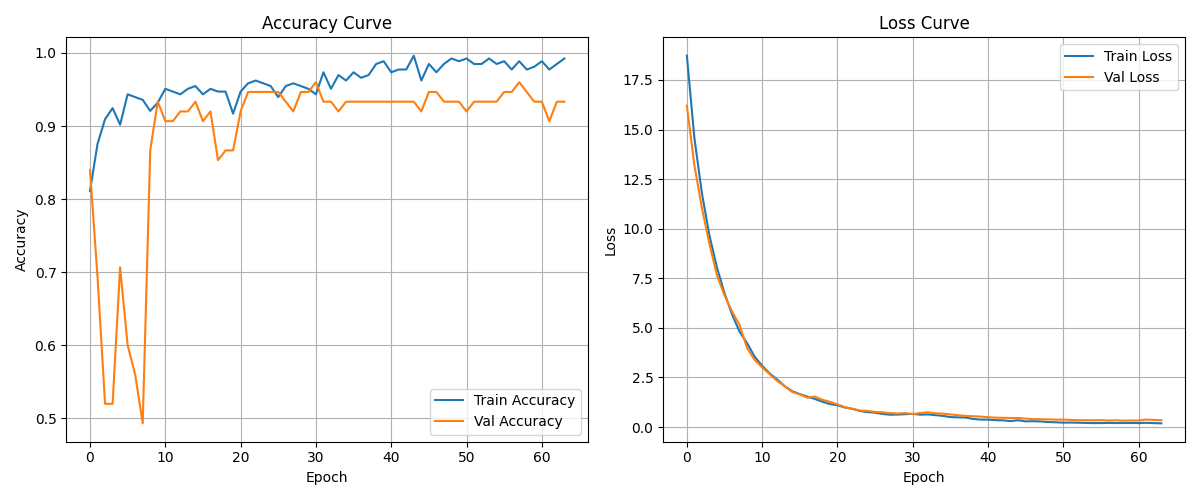 Accuracy Curve
Accuracy
1.0
0.9
0.8
0.7
0.6
0.5
0 10 20 30 40 50 60
Epoch
Train Accuracy
Val Accuracy
Loss Curve
Loss
17.5
15.0
12.5
10.0
7.5
5.0
2.5
0.0
0 10 20 30 40 50 60
Epoch
Train Loss
Val Loss